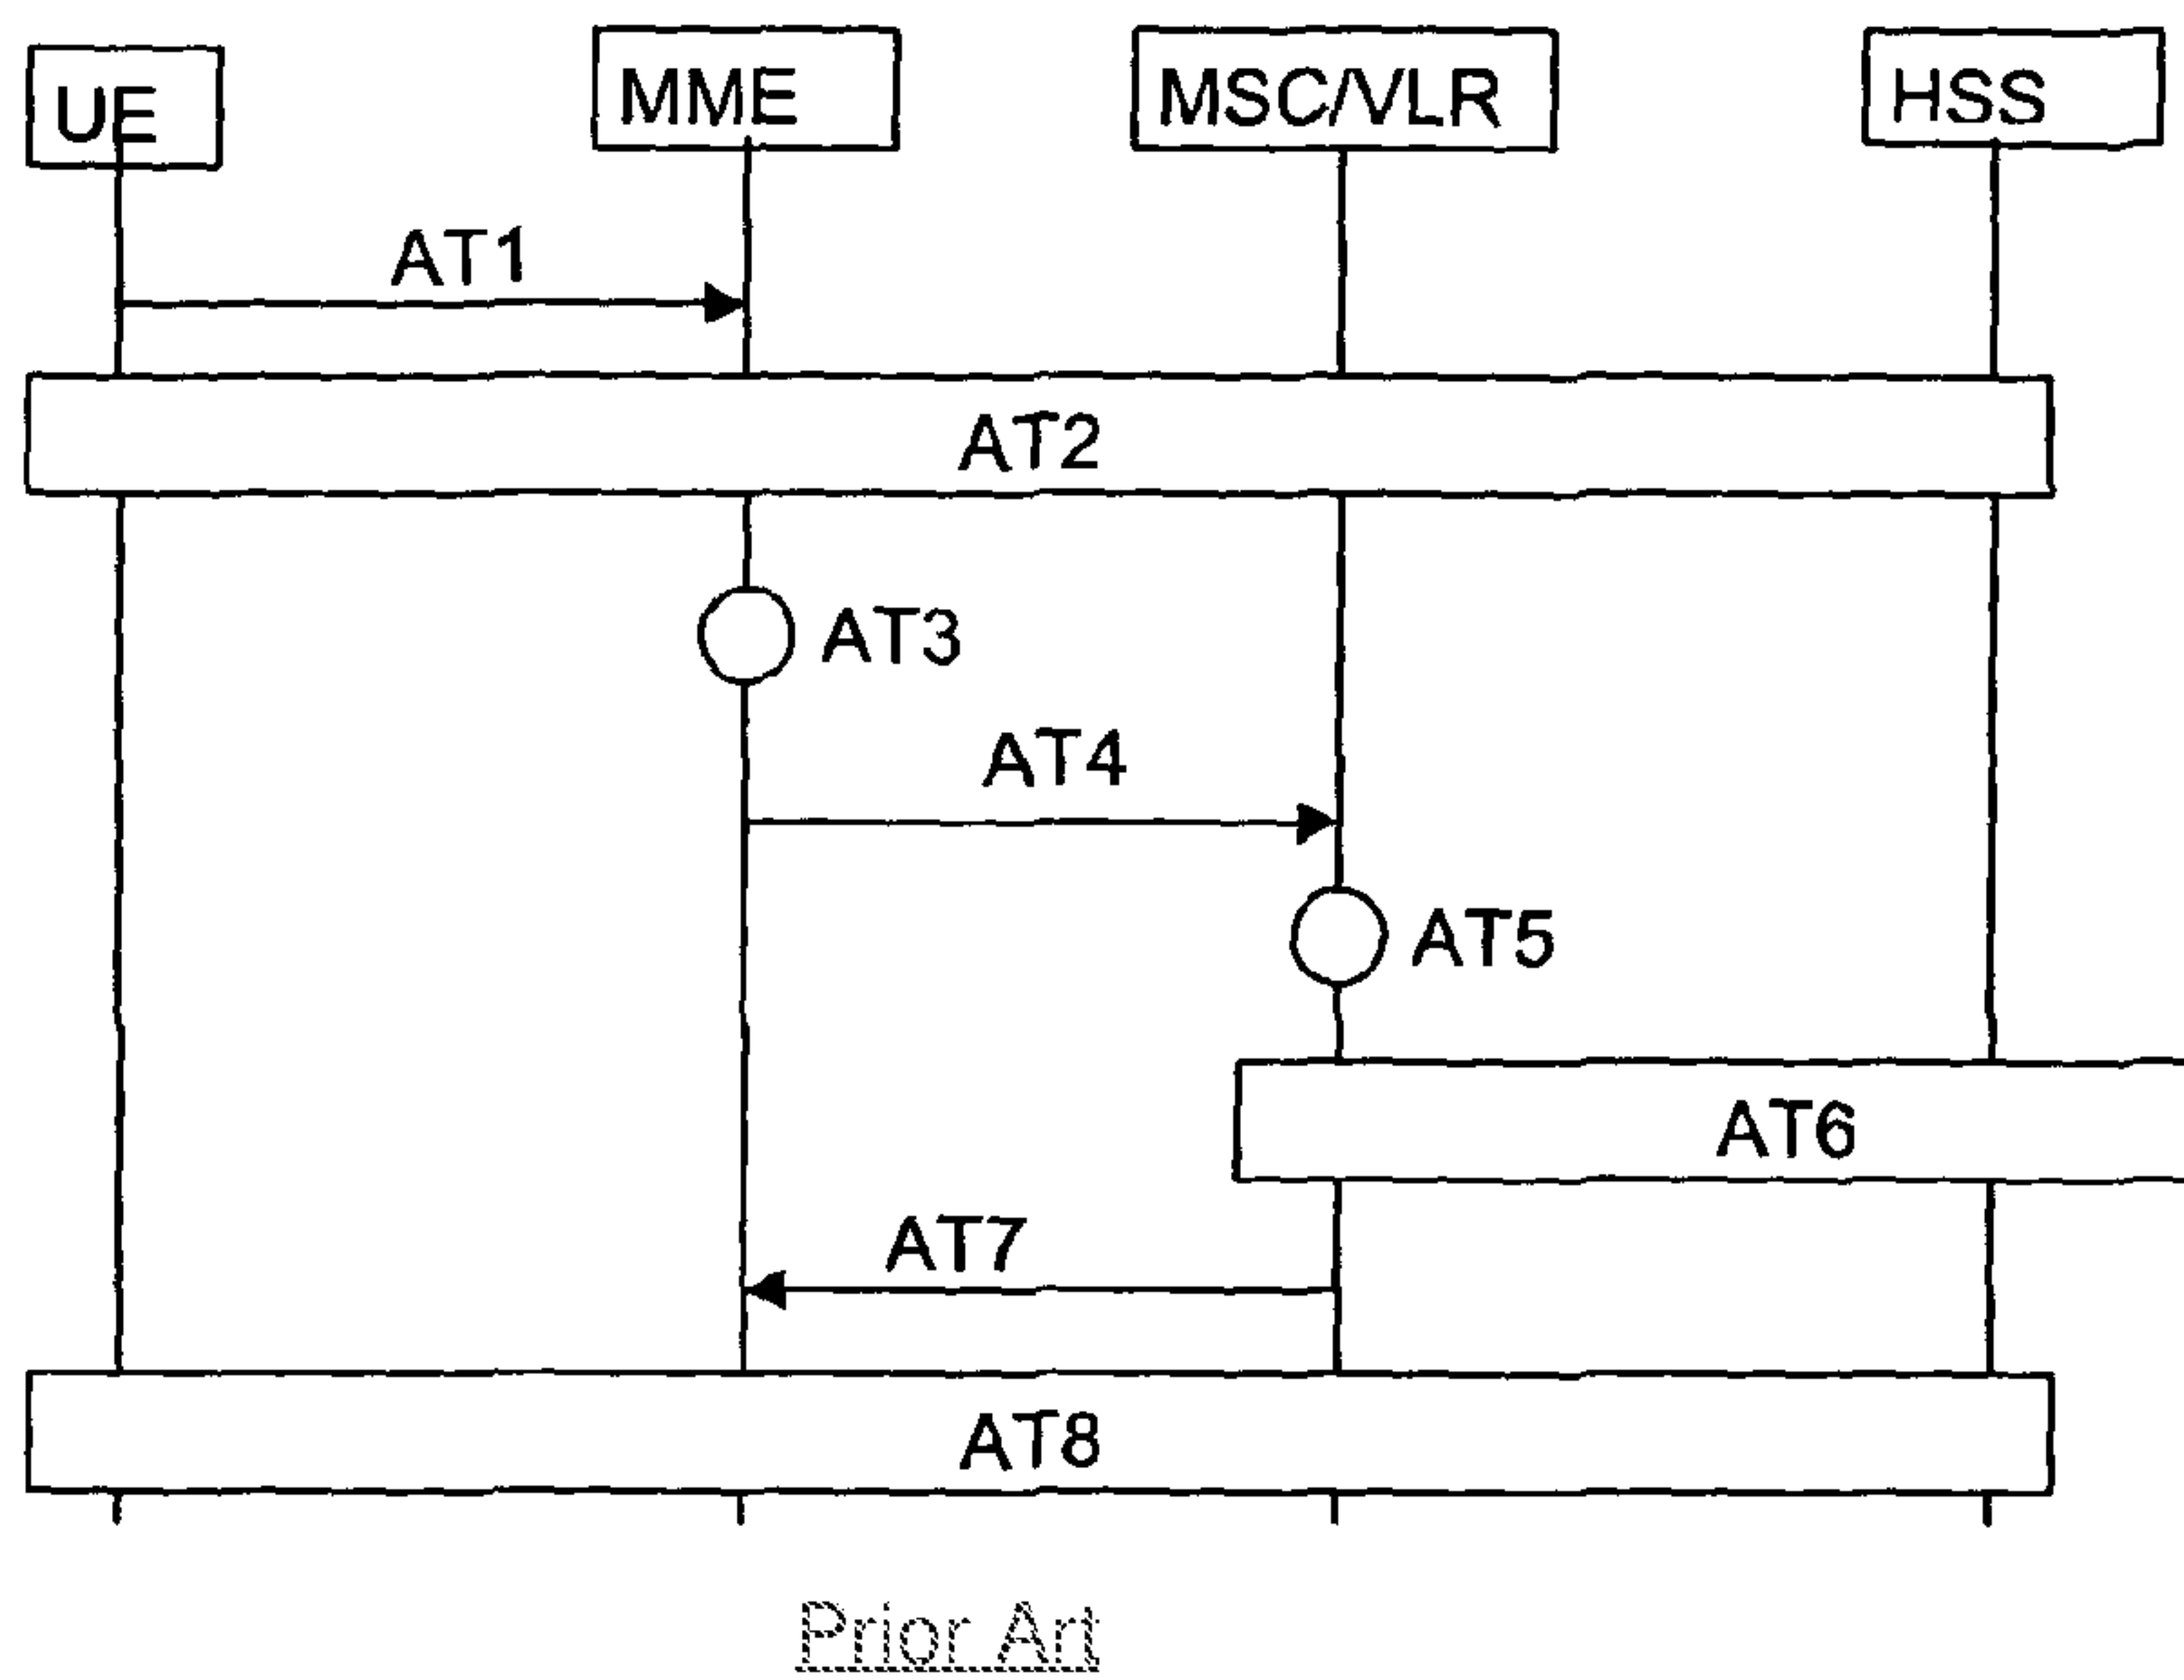 UE MME MSC/VLR HSS
AT1
AT2
AT3
AT4
AT5
AT6
AT7
AT8
Prior Art